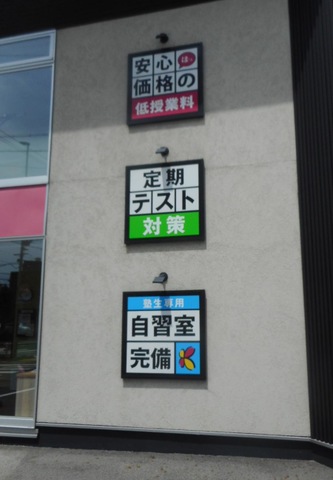 安心
価格の
低授業料
定期
テスト
対策
塾生専用
自習室
完備